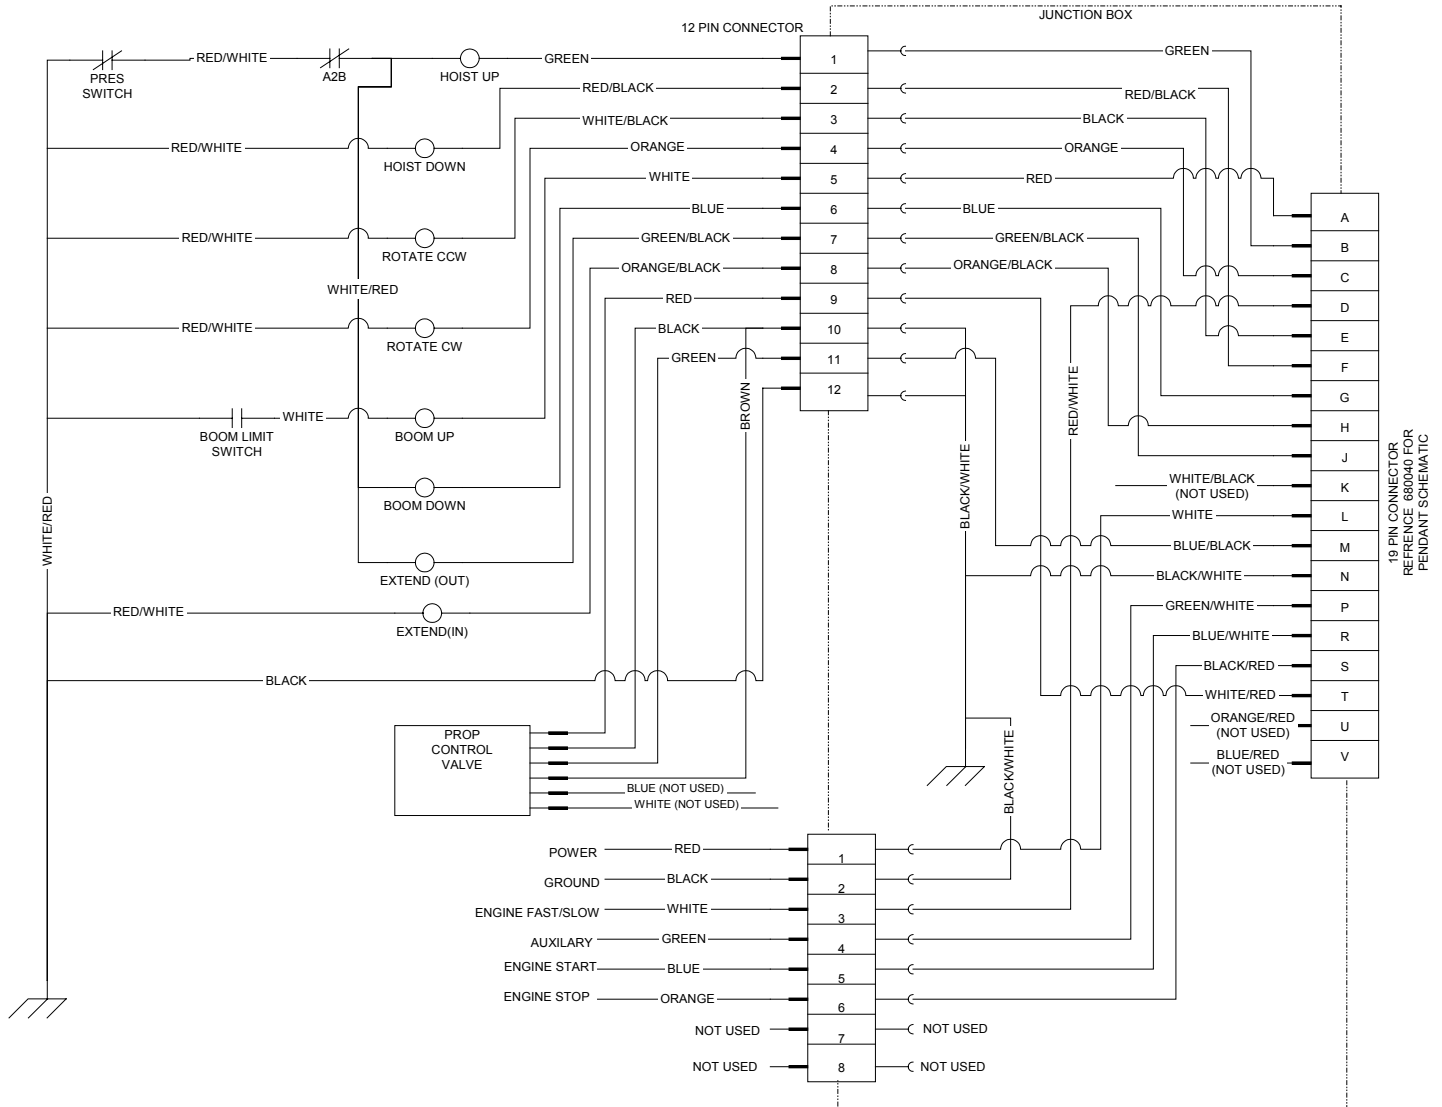 JUNCTION BOX
12 PIN CONNECTOR
RED/WHITE
A2B
HOIST UP
GREEN
1
GREEN
PRES
SWITCH
RED/BLACK
2
RED/BLACK
WHITE/BLACK
3
BLACK
RED/WHITE
HOIST DOWN
ORANGE
4
ORANGE
WHITE
5
RED
BLUE
6
BLUE
A
RED/WHITE
ROTATE CCW
GREEN/BLACK
7
GREEN/BLACK
B
ORANGE/BLACK
8
ORANGE/BLACK
C
WHITE/RED
RED
9
D
RED/WHITE
ROTATE CW
BLACK
10
E
GREEN
11
F
BROWN
12
RED/WHITE
G
BOOM LIMIT
SWITCH
WHITE
BOOM UP
H
BLACK/WHITE
J
BOOM DOWN
WHITE/BLACK
(NOT USED)
K
WHITE
L
WHITE/RED
BLUE/BLACK
M
19 PIN CONNECTOR
REFRENCE 680040 FOR
PENDANT SCHEMATIC
EXTEND (OUT)
BLACK/WHITE
N
RED/WHITE
EXTEND(IN)
GREEN/WHITE
P
BLUE/WHITE
R
BLACK
BLACK/RED
S
WHITE/RED
T
PROP
CONTROL
VALVE
ORANGE/RED
(NOT USED)
U
BLUE/RED
(NOT USED)
V
BLUE (NOT USED)
WHITE (NOT USED)
BLACK/WHITE
POWER
RED
1
GROUND
BLACK
2
ENGINE FAST/SLOW
WHITE
3
AUXILARY
GREEN
4
ENGINE START
BLUE
5
ENGINE STOP
ORANGE
6
NOT USED
7
NOT USED
NOT USED
8
NOT USED